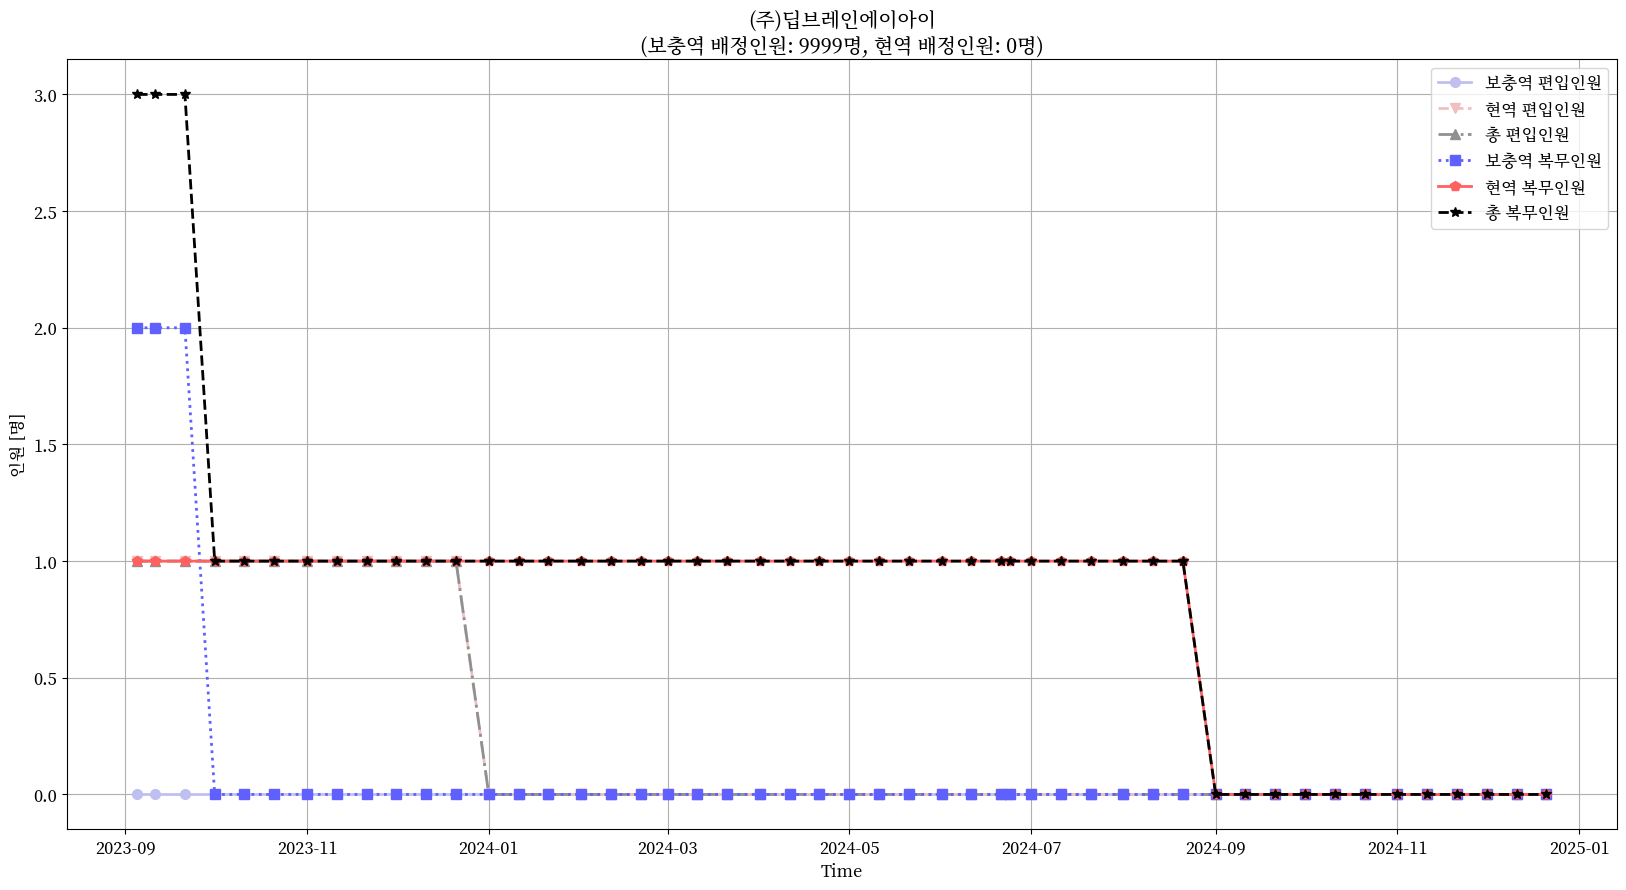 (주)딥브레인에이아이
(보충역 배정인원: 9999명, 현역 배정인원: 0명)
보충역 편입인원
현역 편입인원
총 편입인원
보충역 복무인원
현역 복무인원
총 복무인원
인원 [명]
3.0
2.5
2.0
1.5
1.0
0.5
0.0
2023-09
2023-11
2024-01
2024-03
2024-05
2024-07
2024-09
2024-11
2025-01
Time